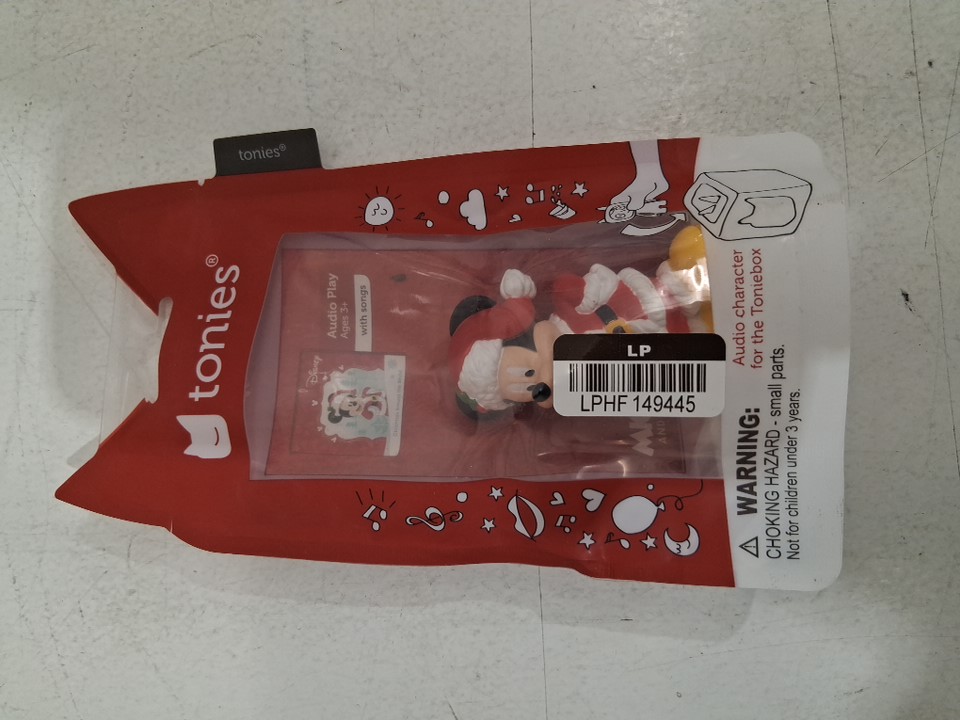 tonies®
tonies®
Audio Play
Ages 3+
with songs
Disney
LP
LPHF 149445
Audio character
for the Toniebox
WARNING:
CHOKING HAZARD - small parts.
Not for children under 3 years.